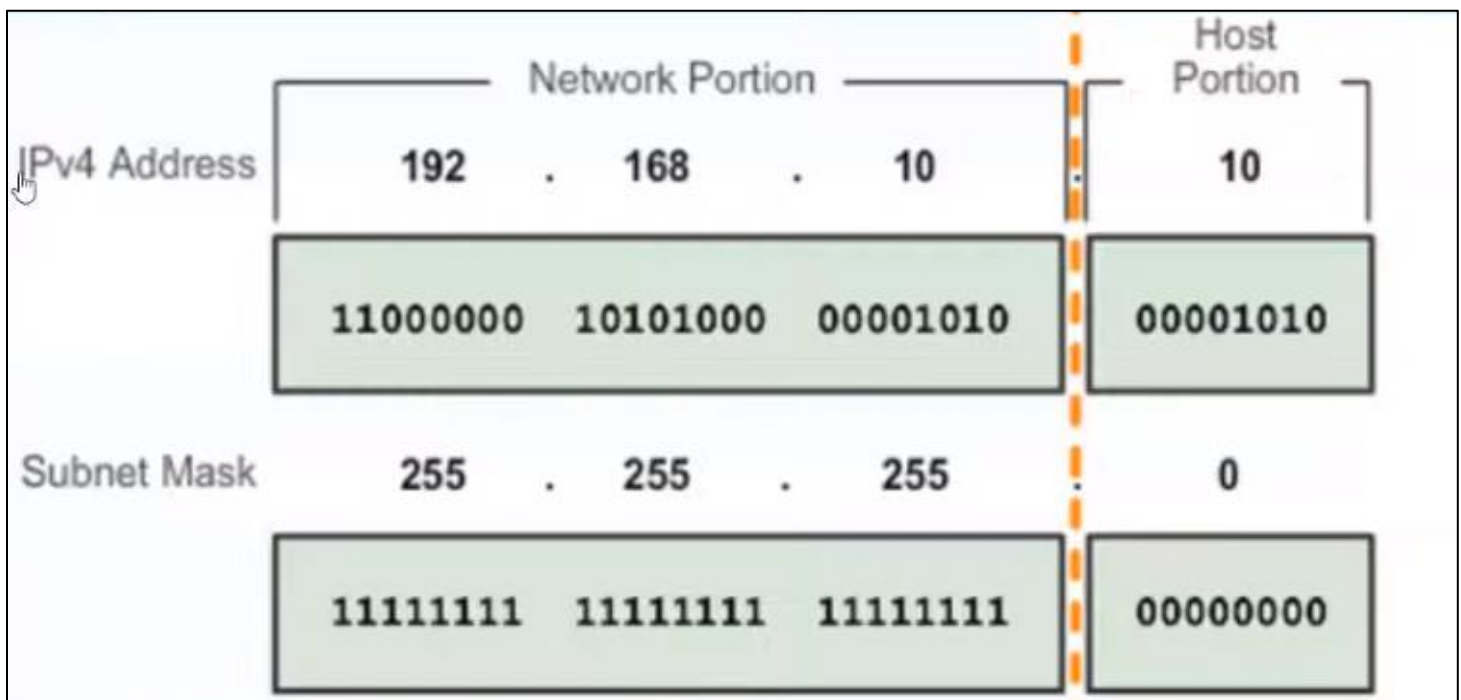 Host
Network Portion Portion
IPv4 Address 192 . 168 . 10 . 10
11000000 10101000 00001010 00001010
Subnet Mask 255 . 255 . 255 . 0
11111111 11111111 11111111 00000000